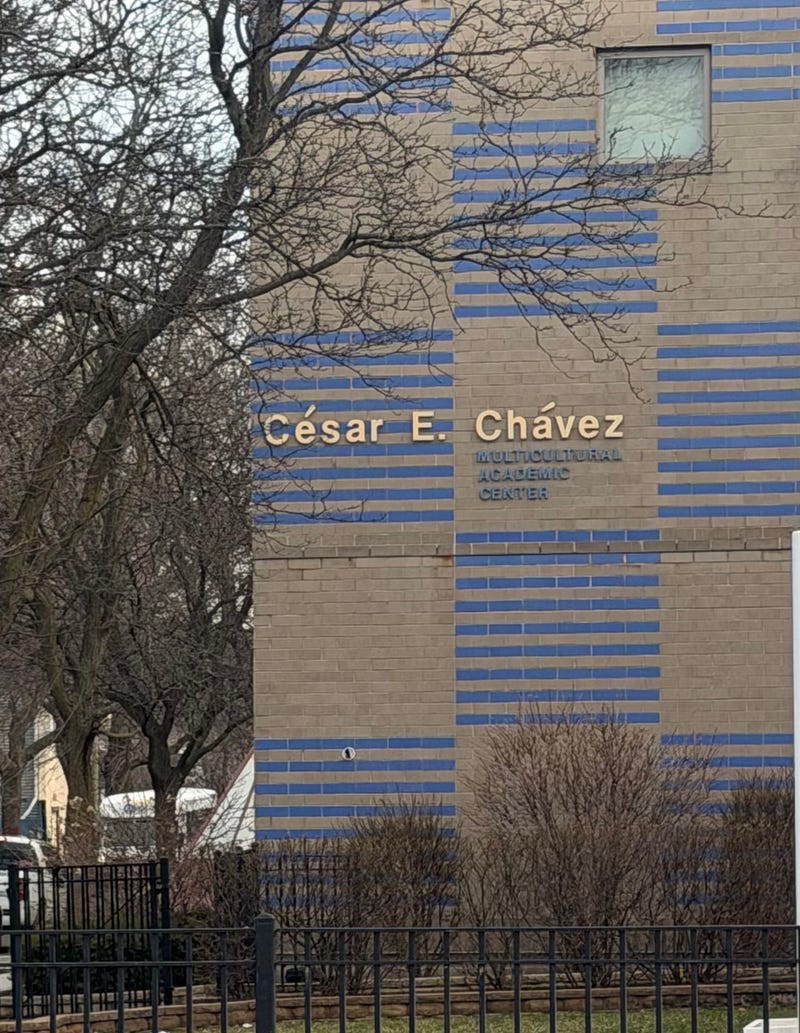 César E. Chávez
MULTICULTURAL
ACADEMIC
CENTER